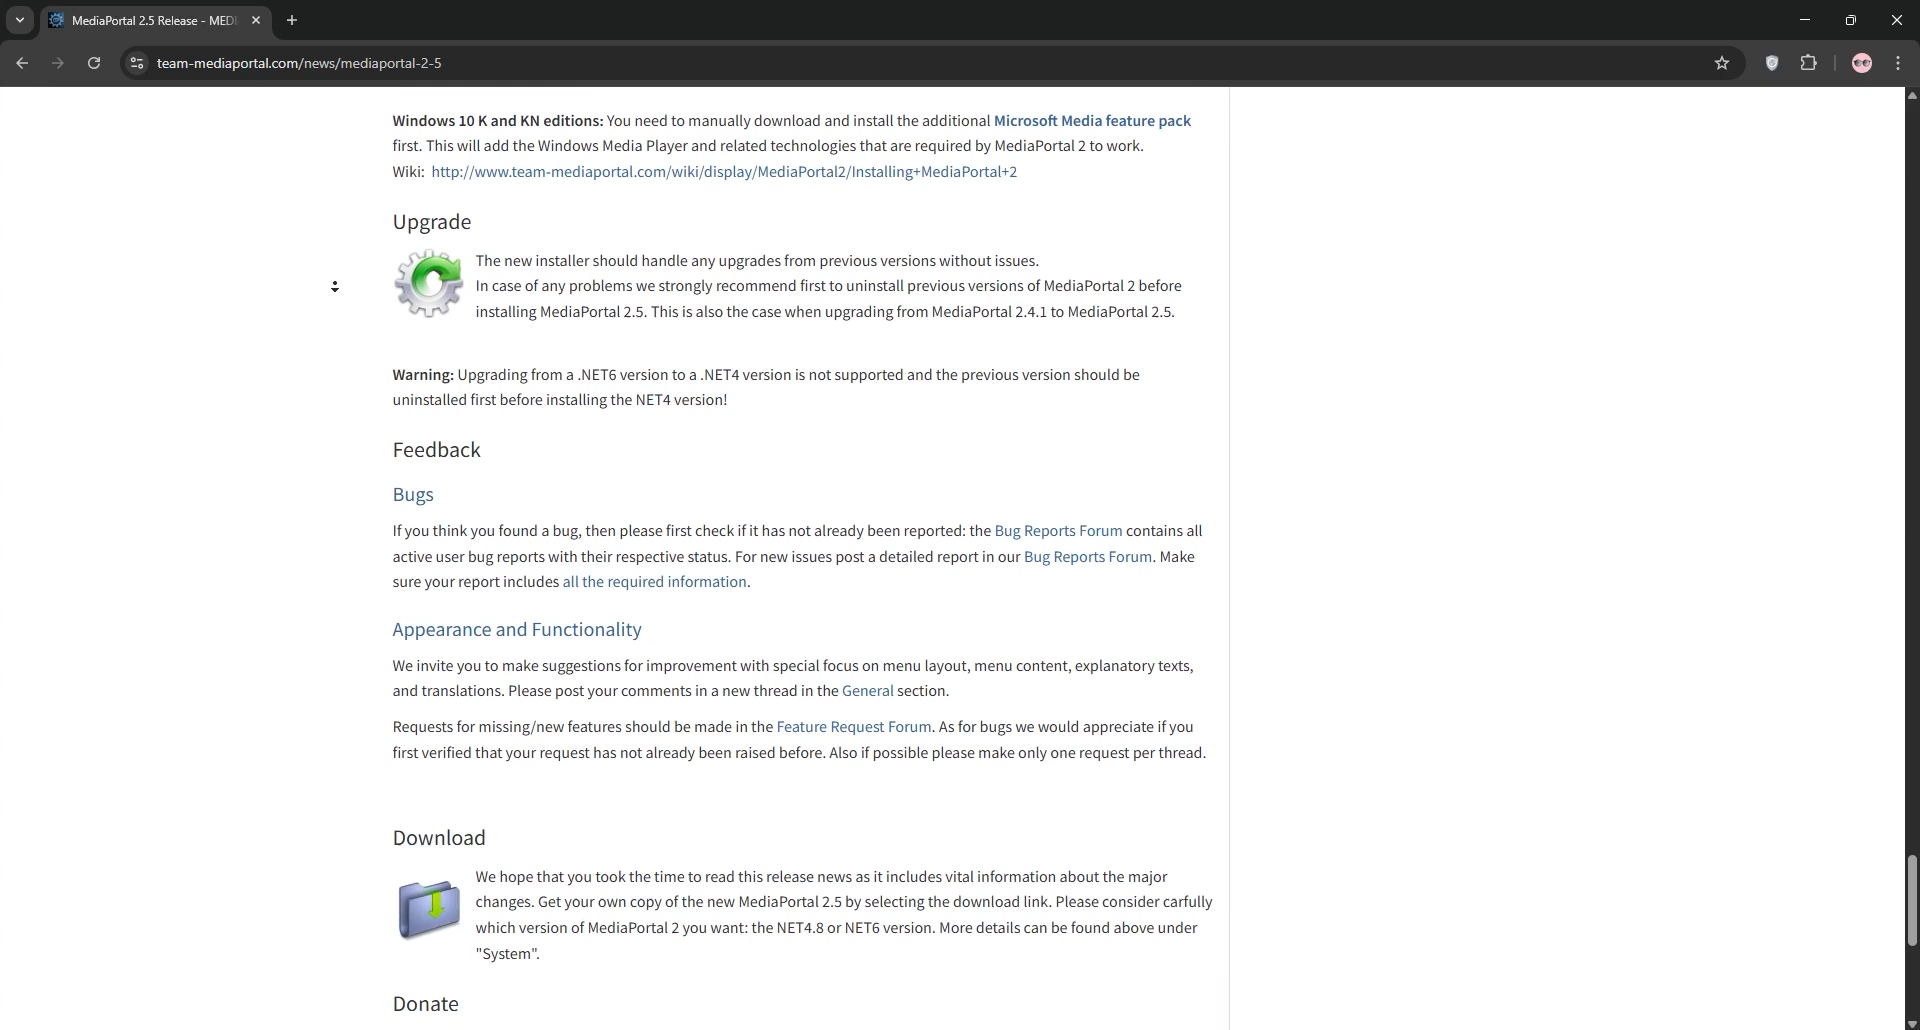 MediaPortal 2.5 Release - MEDI
team-mediaportal.com/news/mediaportal-2-5
Windows 10 K and KN editions: You need to manually download and install the additional Microsoft Media feature pack
first. This will add the Windows Media Player and related technologies that are required by MediaPortal 2 to work.
Wiki: http://www.team-mediaportal.com/wiki/display/MediaPortal2/Installing+MediaPortal+2
Upgrade
The new installer should handle any upgrades from previous versions without issues.
In case of any problems we strongly recommend first to uninstall previous versions of MediaPortal 2 before
installing MediaPortal 2.5. This is also the case when upgrading from MediaPortal 2.4.1 to MediaPortal 2.5.
Warning: Upgrading from a .NET6 version to a .NET4 version is not supported and the previous version should be
uninstalled first before installing the NET4 version!
Feedback
Bugs
If you think you found a bug, then please first check if it has not already been reported: the Bug Reports Forum contains all
active user bug reports with their respective status. For new issues post a detailed report in our Bug Reports Forum. Make
sure your report includes all the required information.
Appearance and Functionality
We invite you to make suggestions for improvement with special focus on menu layout, menu content, explanatory texts,
and translations. Please post your comments in a new thread in the General section.
Requests for missing/new features should be made in the Feature Request Forum. As for bugs we would appreciate if you
first verified that your request has not already been raised before. Also if possible please make only one request per thread.
Download
We hope that you took the time to read this release news as it includes vital information about the major
changes. Get your own copy of the new MediaPortal 2.5 by selecting the download link. Please consider carfully
which version of MediaPortal 2 you want: the NET4.8 or NET6 version. More details can be found above under
"System".
Donate